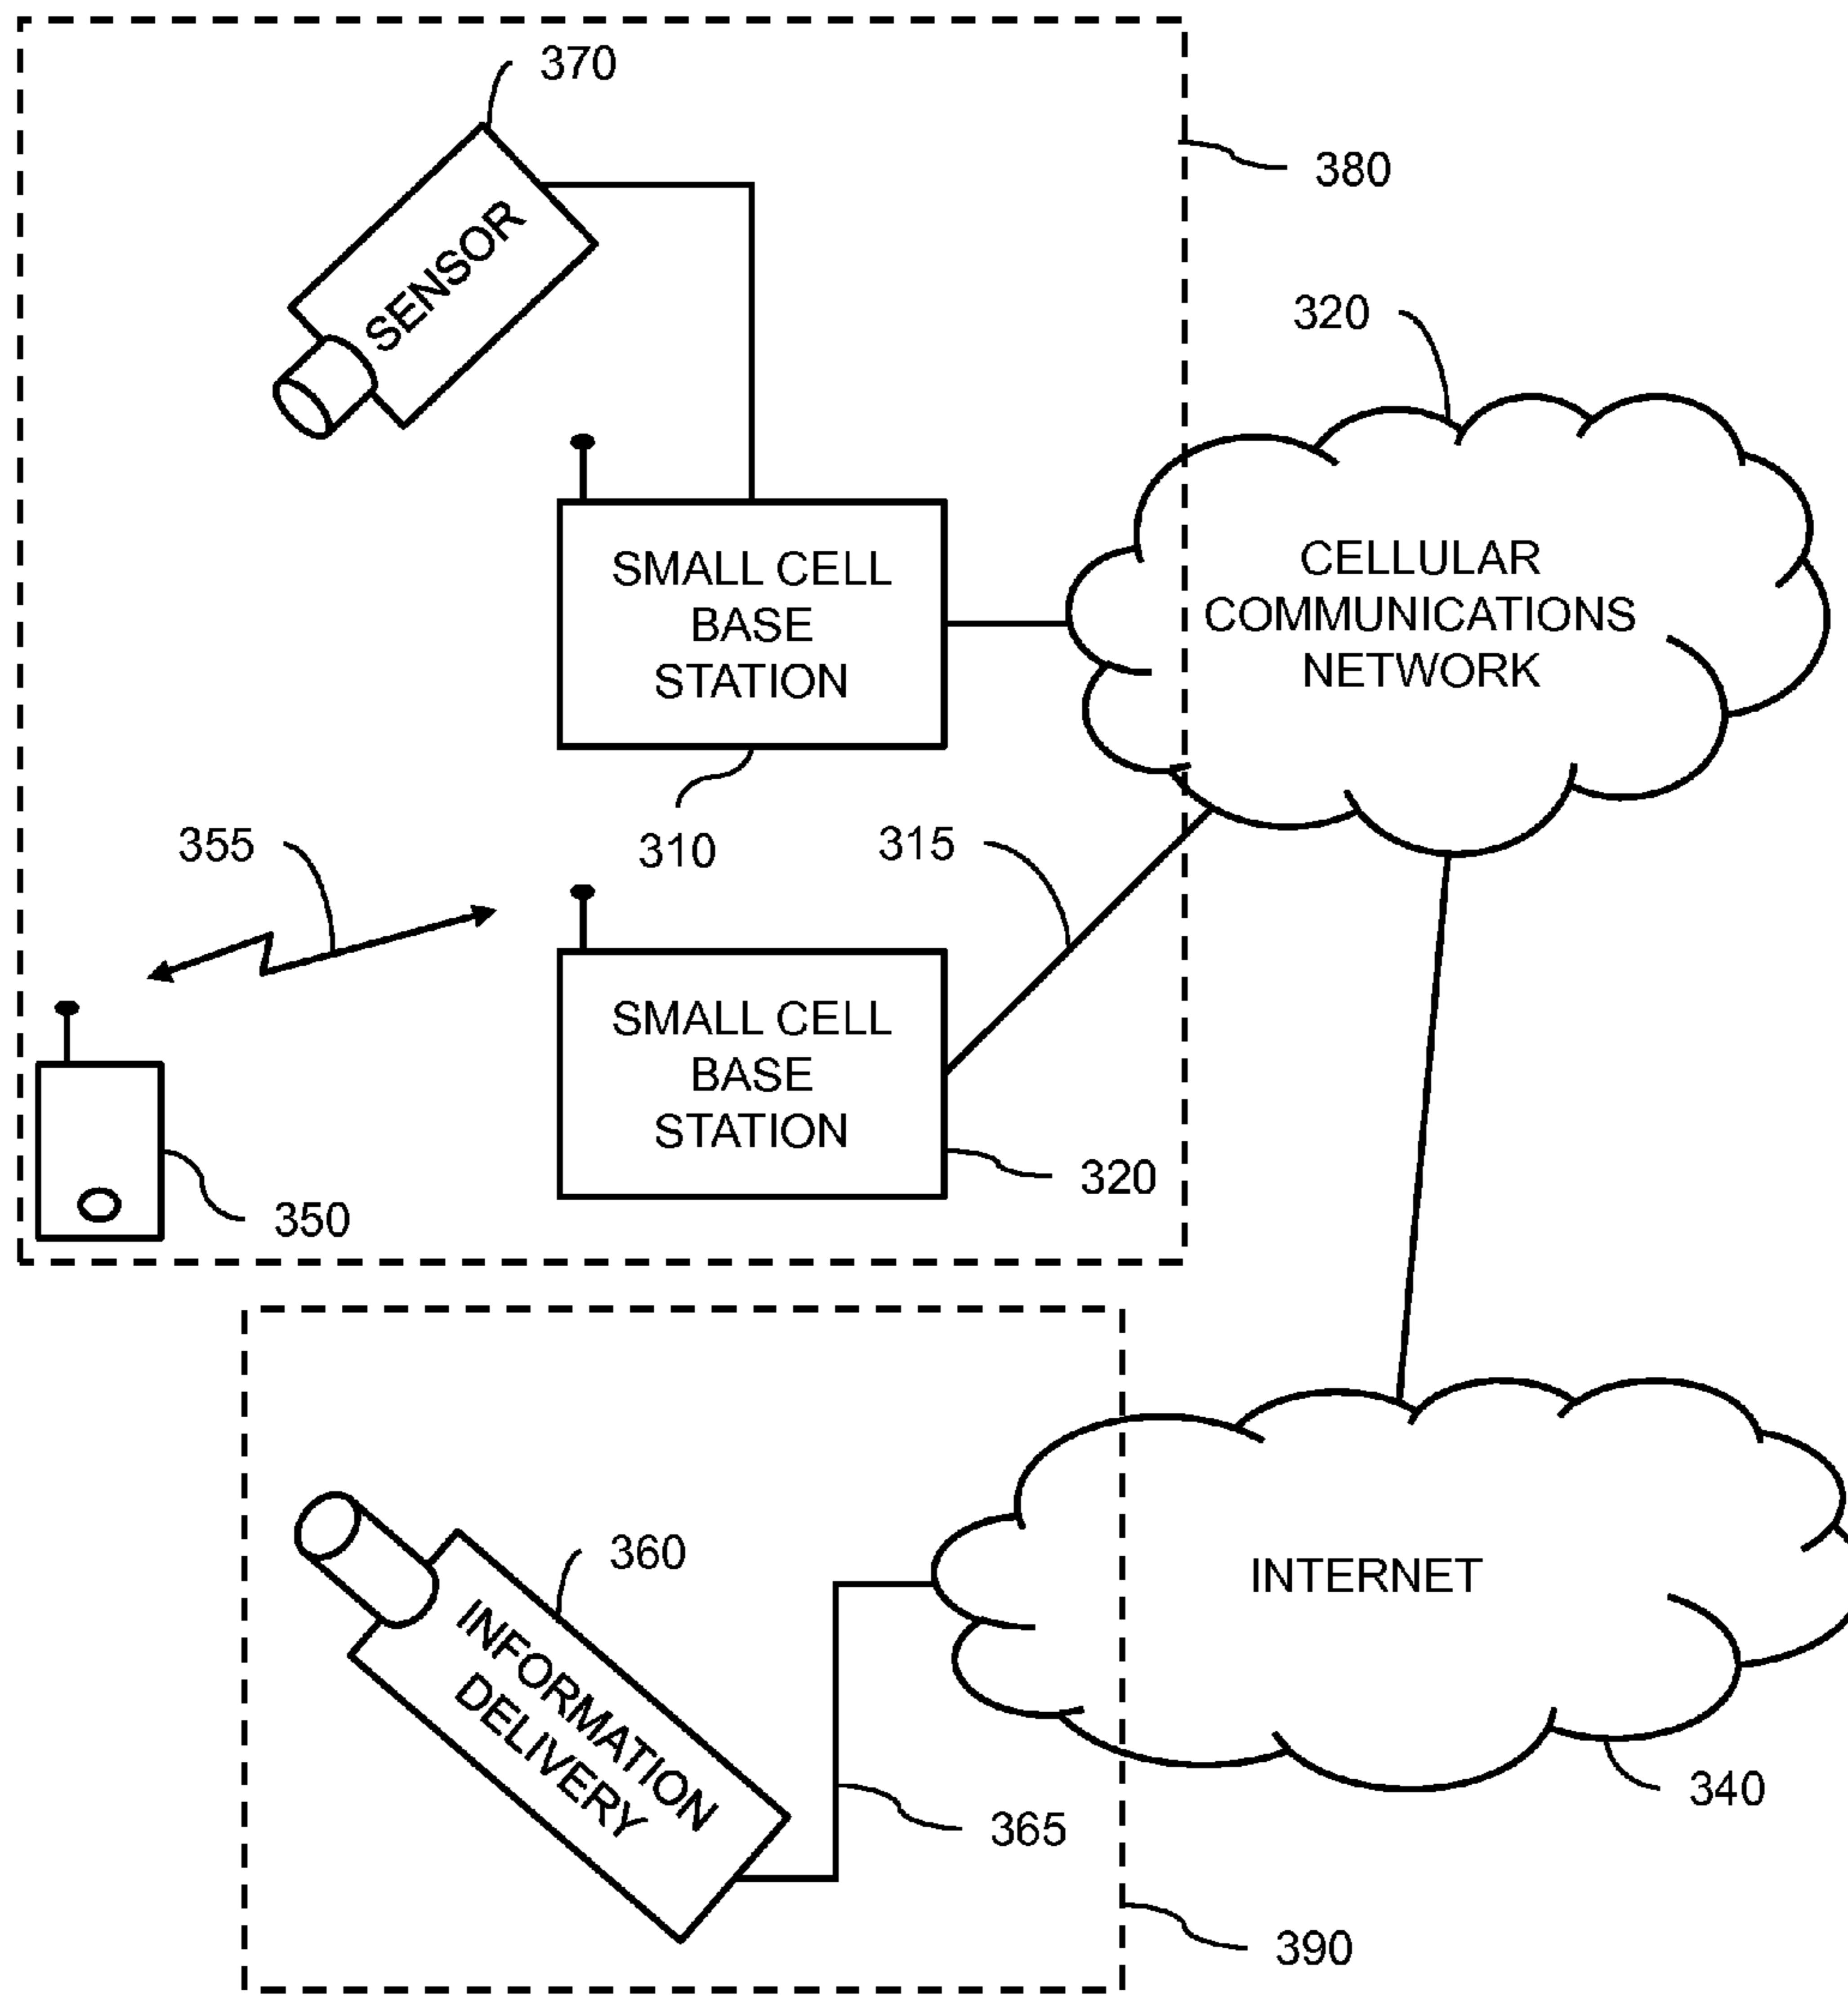 370
380
SENSOR
320
SMALL CELL
BASE
STATION
CELLULAR
COMMUNICATIONS
NETWORK
310
355
315
SMALL CELL
BASE
STATION
320
350
360
INFORMATION
DELIVERY
INTERNET
340
365
390